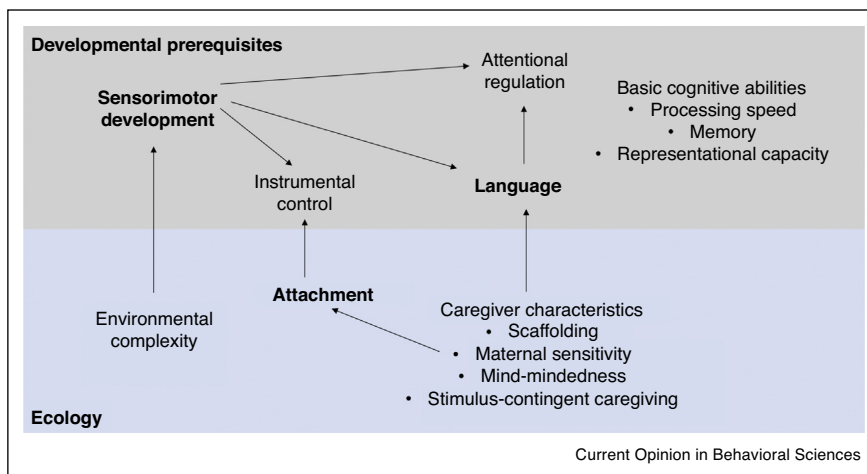 Developmental prerequisites
Attentional
regulation
Basic cognitive abilities
• Processing speed
• Memory
• Representational capacity
Sensorimotor
development
Instrumental
control
Language
Attachment
Environmental
complexity
Caregiver characteristics
• Scaffolding
• Maternal sensitivity
• Mind-mindedness
• Stimulus-contingent caregiving
Ecology
Current Opinion in Behavioral Sciences